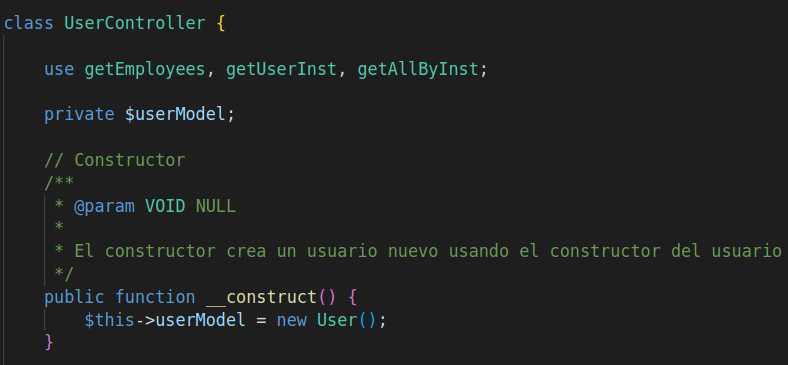 class UserController {
use getEmployees, getUserInst, getAllByInst;
private $userModel;
// Constructor
/**
* @param VOID NULL
*
* El constructor crea un usuario nuevo usando el constructor del usuario
*/
public function __construct() {
$this->userModel = new User();
}